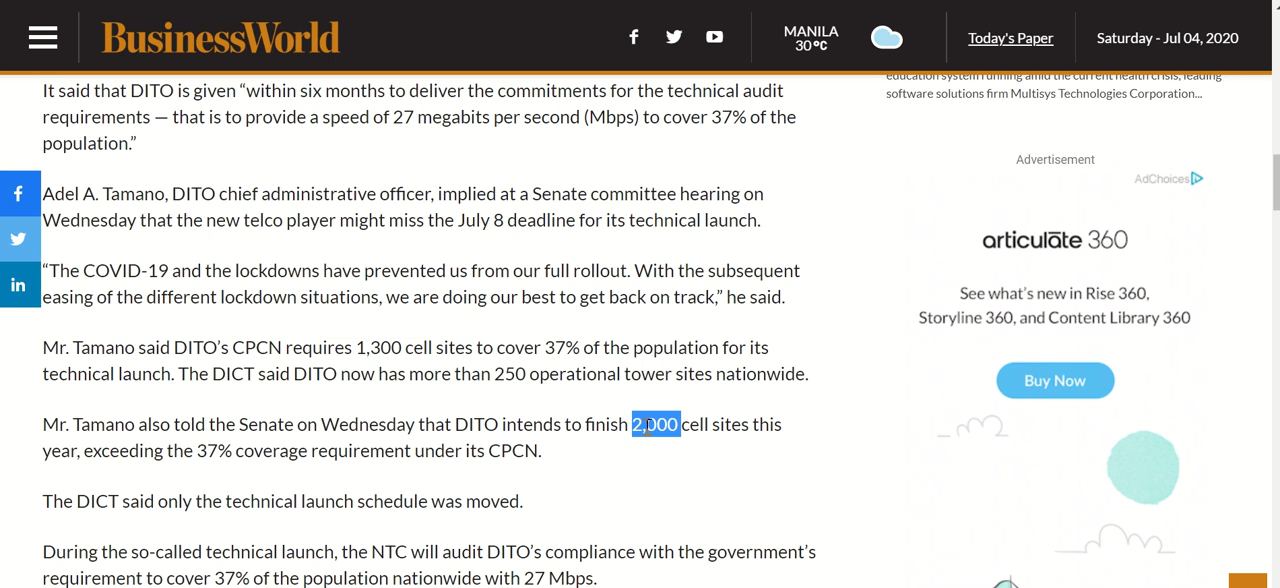 BusinessWorld
MANILA
30ºC
Today's Paper
Saturday - Jul 04, 2020
It said that DITO is given “within six months to deliver the commitments for the technical audit
requirements — that is to provide a speed of 27 megabits per second (Mbps) to cover 37% of the
population.”
Adel A. Tamano, DITO chief administrative officer, implied at a Senate committee hearing on
Wednesday that the new telco player might miss the July 8 deadline for its technical launch.
“The COVID-19 and the lockdowns have prevented us from our full rollout. With the subsequent
easing of the different lockdown situations, we are doing our best to get back on track,” he said.
Mr. Tamano said DITO’s CPCN requires 1,300 cell sites to cover 37% of the population for its
technical launch. The DICT said DITO now has more than 250 operational tower sites nationwide.
Mr. Tamano also told the Senate on Wednesday that DITO intends to finish 2,000 cell sites this
year, exceeding the 37% coverage requirement under its CPCN.
The DICT said only the technical launch schedule was moved.
During the so-called technical launch, the NTC will audit DITO’s compliance with the government’s
requirement to cover 37% of the population nationwide with 27 Mbps.
education system running amid the current health crisis, leading
software solutions firm Multisys Technologies Corporation...
Advertisement
AdChoices
articulāte 360
See what’s new in Rise 360,
Storyline 360, and Content Library 360
Buy Now